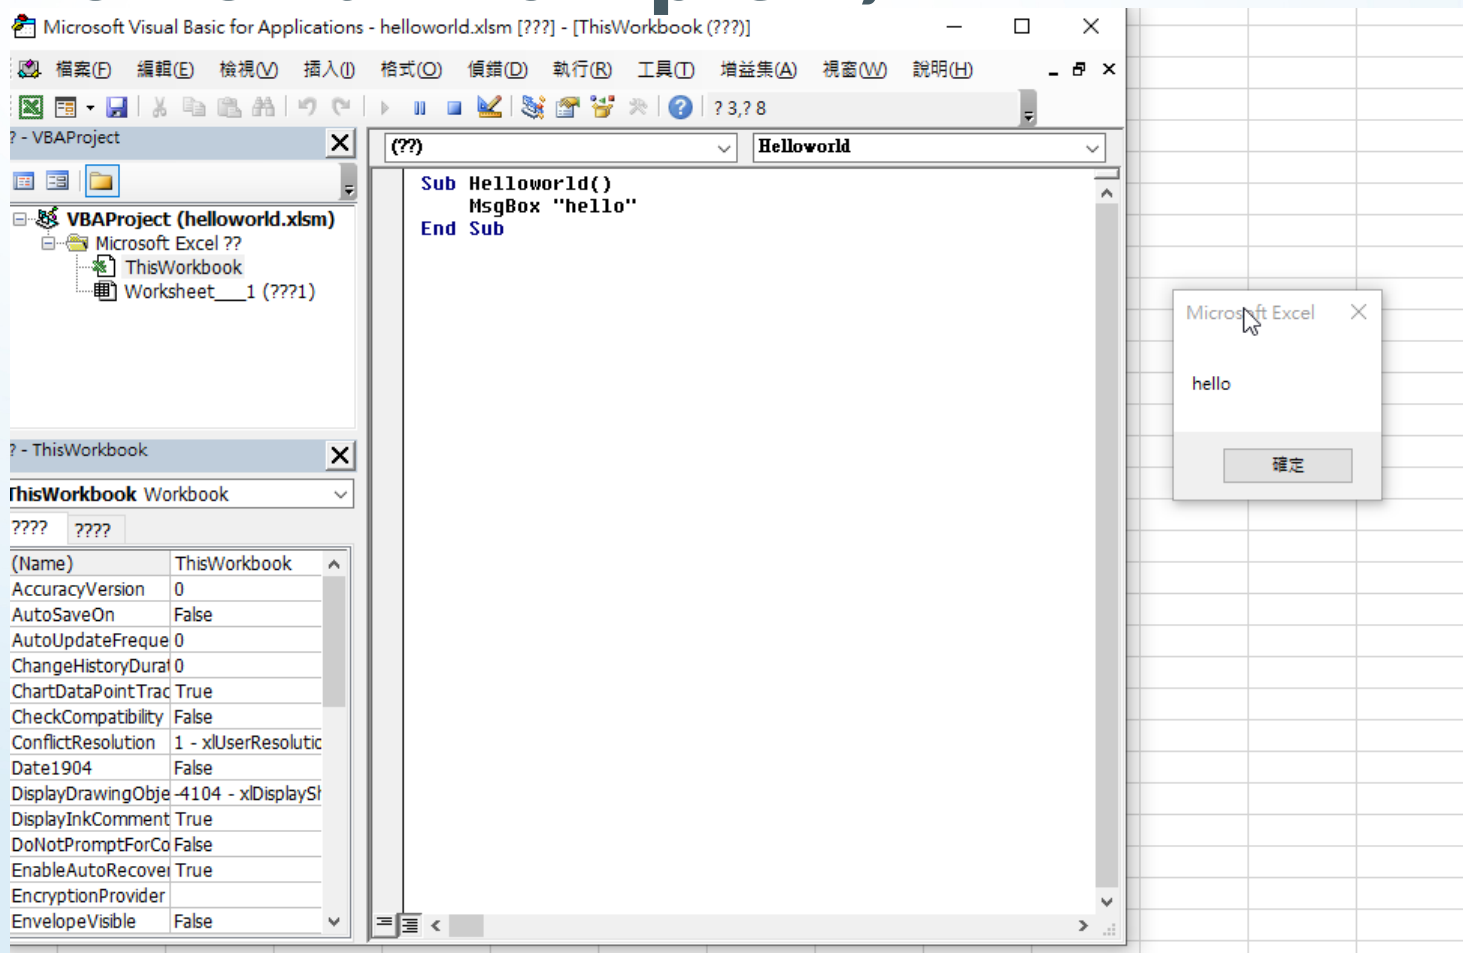 Microsoft Visual Basic for Applications - helloworld.xlsm [???] - [ThisWorkbook (???)]
檔案(F) 編輯(E) 檢視(V) 插入(I) 格式(O) 偵錯(D) 執行(R) 工具(T) 增益集(A) 視窗(W) 說明(H)
? 3,? 8
? - VBAProject
(??)
Helloworld
VBAProject (helloworld.xlsm)
Microsoft Excel ??
ThisWorkbook
Worksheet___1 (???1)
Sub Helloworld()
MsgBox "hello"
End Sub
Microsoft Excel
hello
確定
? - ThisWorkbook
ThisWorkbook Workbook
???? ????
(Name) ThisWorkbook
AccuracyVersion 0
AutoSaveOn False
AutoUpdateFreque 0
ChangeHistoryDurat 0
ChartDataPointTrac True
CheckCompatibility False
ConflictResolution 1 - xlUserResolutic
Date1904 False
DisplayDrawingObje -4104 - xlDisplaySh
DisplayInkComment True
DoNotPromptForCo False
EnableAutoRecover True
EncryptionProvider
EnvelopeVisible False